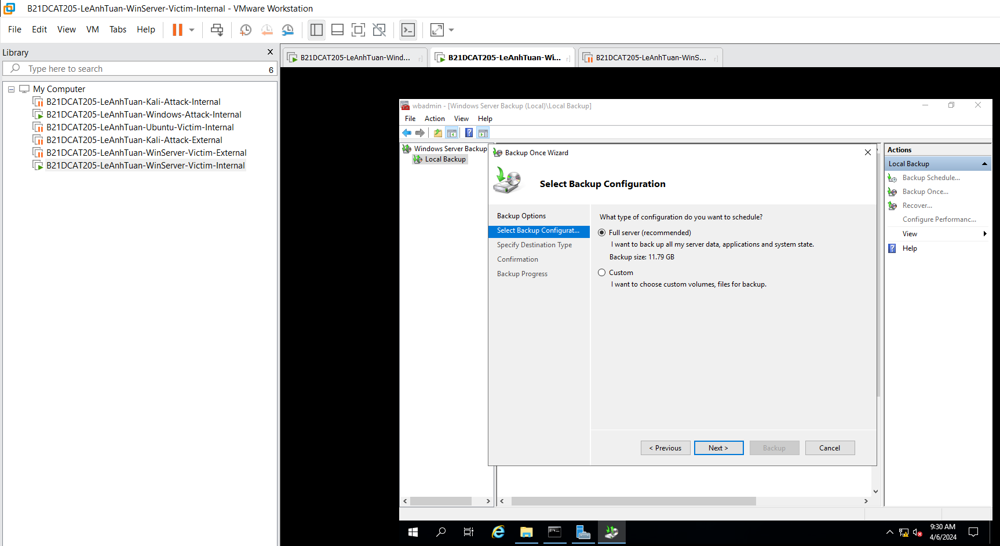 B21DCAT205-LeAnhTuan-WinServer-Victim-Internal - VMware Workstation
File Edit View VM Tabs Help
Library
Type here to search
6
My Computer
B21DCAT205-LeAnhTuan-Kali-Attack-Internal
B21DCAT205-LeAnhTuan-Windows-Attack-Internal
B21DCAT205-LeAnhTuan-Ubuntu-Victim-Internal
B21DCAT205-LeAnhTuan-Kali-Attack-External
B21DCAT205-LeAnhTuan-WinServer-Victim-External
B21DCAT205-LeAnhTuan-WinServer-Victim-Internal
B21DCAT205-LeAnhTuan-Wind...
B21DCAT205-LeAnhTuan-Wi...
B21DCAT205-LeAnhTuan-WinS...
wbadmin - [Windows Server Backup (Local)\Local Backup]
File Action View Help
Windows Server Backup
Local Backup
Backup Once Wizard
Select Backup Configuration
Backup Options
Select Backup Configurat...
Specify Destination Type
Confirmation
Backup Progress
What type of configuration do you want to schedule?
Full server (recommended)
I want to back up all my server data, applications and system state.
Backup size: 11.79 GB
Custom
I want to choose custom volumes, files for backup.
< Previous
Next >
Backup
Cancel
Actions
Local Backup
Backup Schedule...
Backup Once...
Recover...
Configure Performanc...
View
Help
9:30 AM
4/6/2024